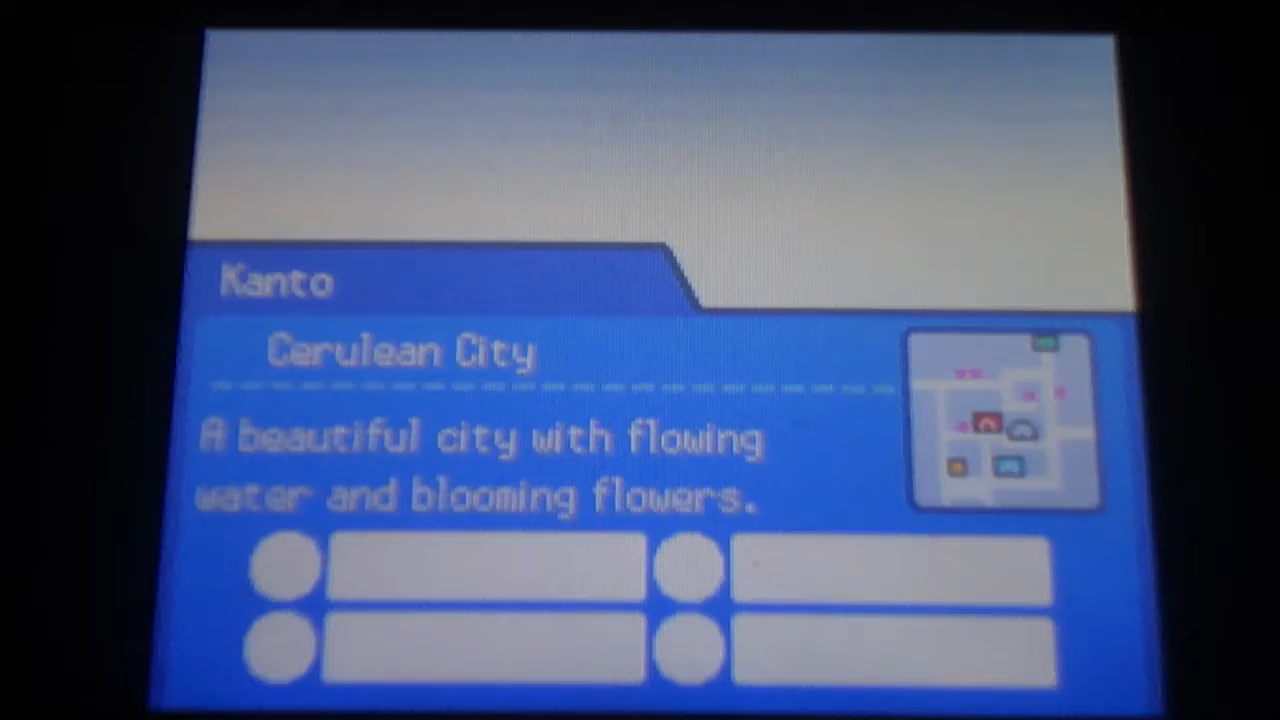 Kanto
Cerulean City
A beautiful city with flowing
water and blooming flowers.